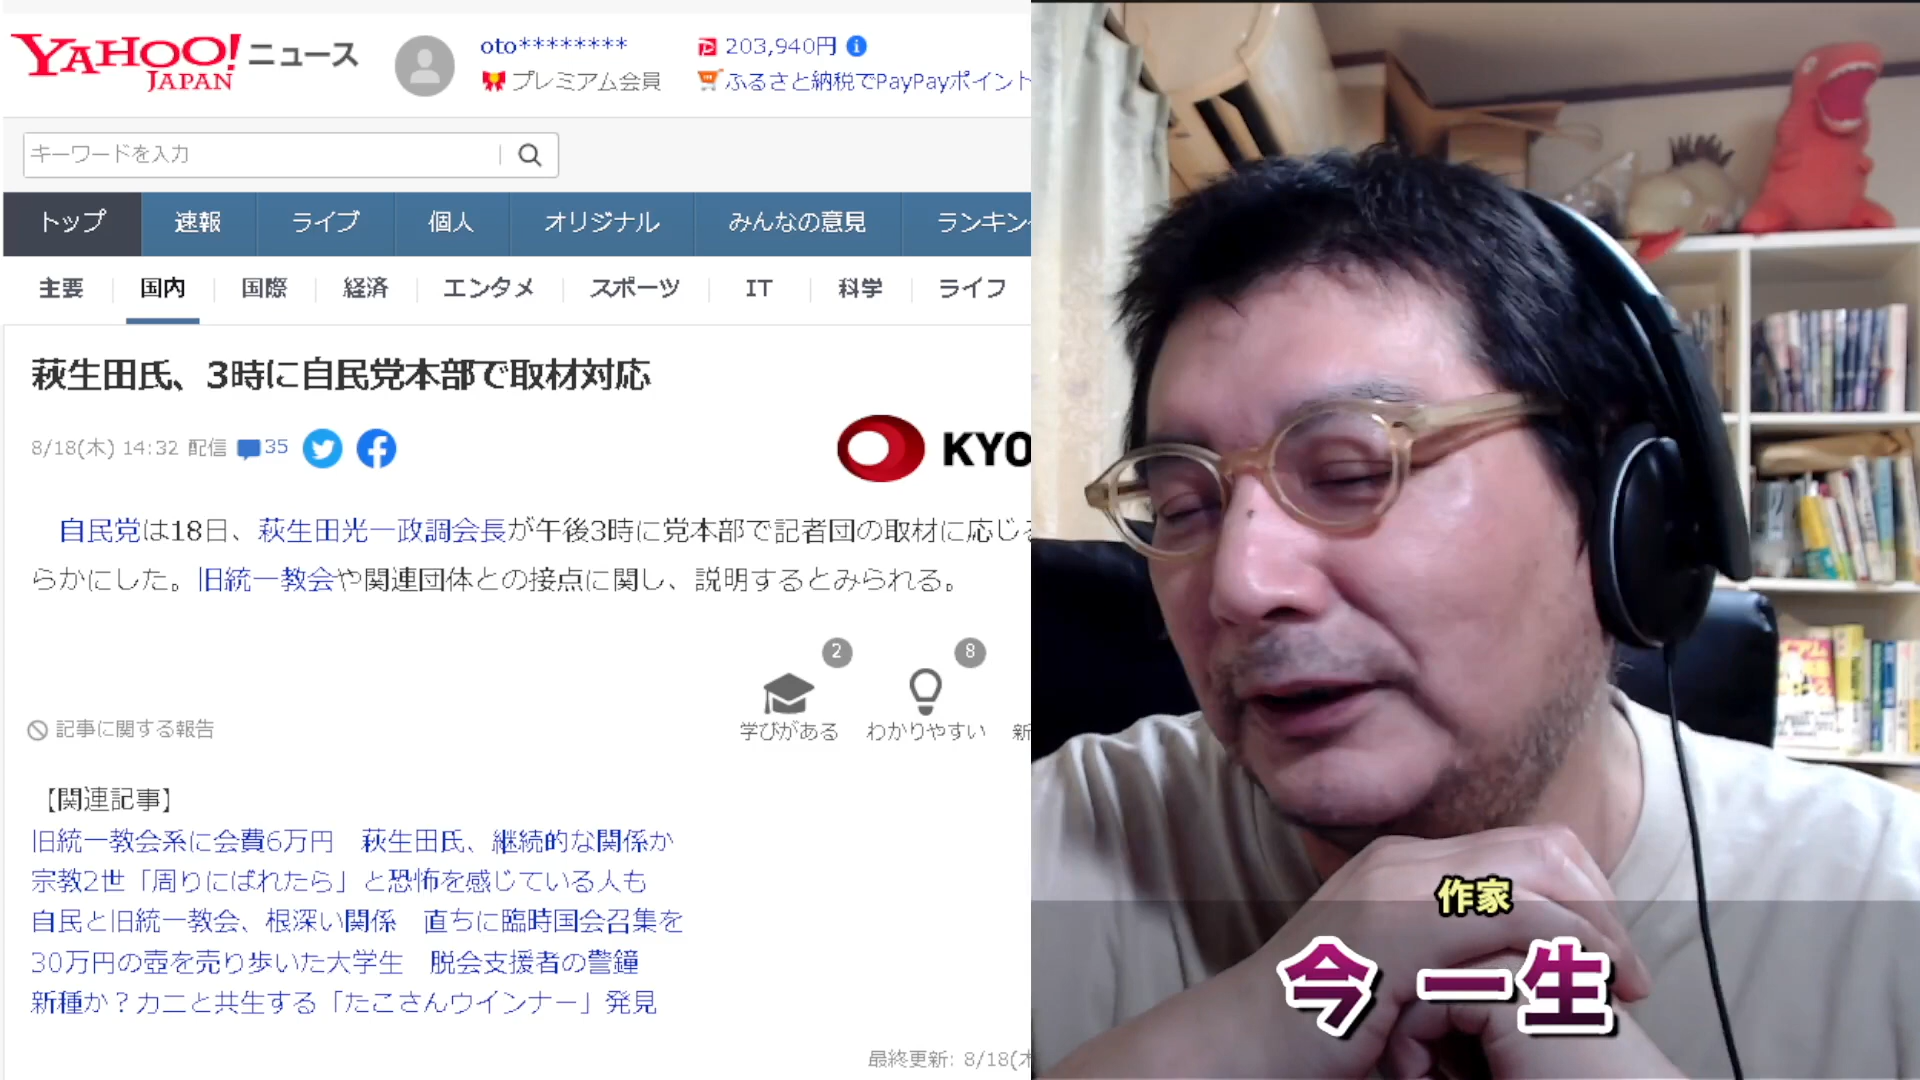 YAHOO! JAPAN ニュース
oto********
203,940円
プレミアム会員
ふるさと納税でPayPayポイント
キーワードを入力
トップ 速報 ライブ 個人 オリジナル みんなの意見 ランキン
主要 国内 国際 経済 エンタメ スポーツ IT 科学 ライフ
萩生田氏、3時に自民党本部で取材対応
8/18(木) 14:32 配信 35
KYO
自民党は18日、萩生田光一政調会長が午後3時に党本部で記者団の取材に応じる
らかにした。旧統一教会や関連団体との接点に関し、説明するとみられる。
2 8
学びがある わかりやすい 新
記事に関する報告
【関連記事】
旧統一教会系に会費6万円 萩生田氏、継続的な関係か
宗教2世「周りにばれたら」と恐怖を感じている人も
自民と旧統一教会、根深い関係 直ちに臨時国会召集を
30万円の壺を売り歩いた大学生 脱会支援者の警鐘
新種か？カニと共生する「たこさんウインナー」発見
最終更新: 8/18(木
作家
今 一生